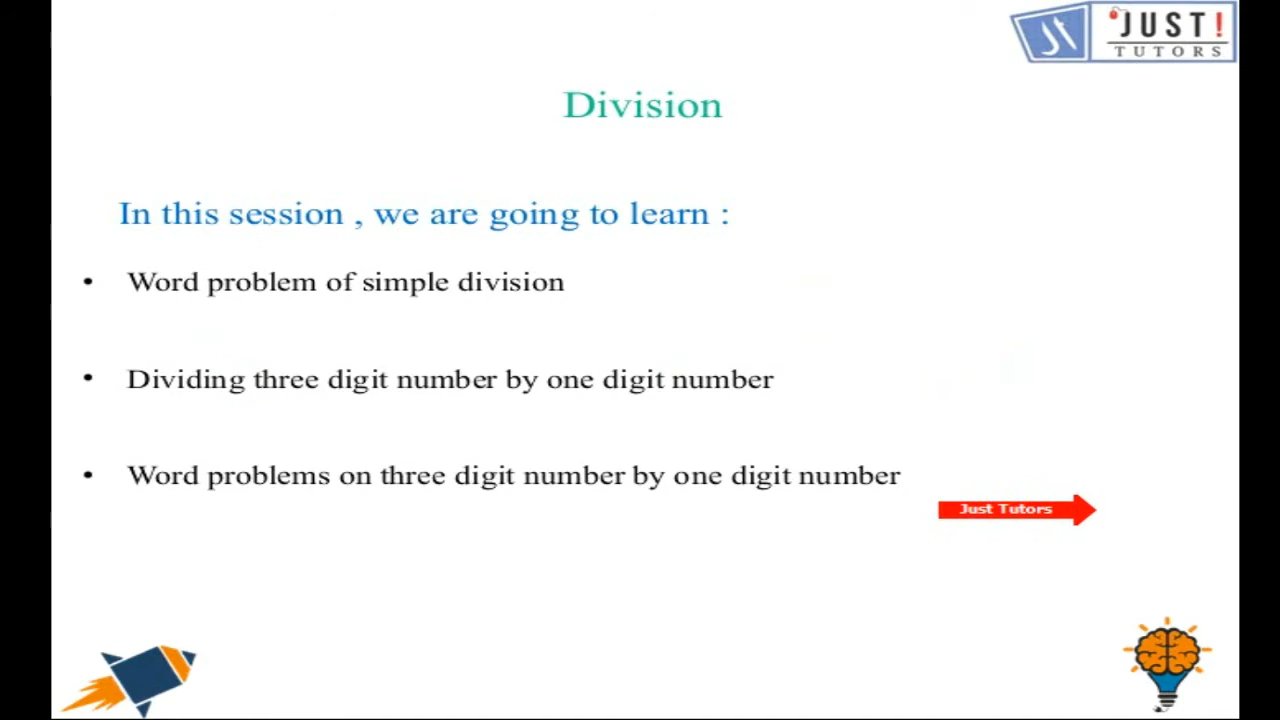 JUST!
TUTORS
Division
In this session , we are going to learn :
• Word problem of simple division
• Dividing three digit number by one digit number
• Word problems on three digit number by one digit number
Just Tutors